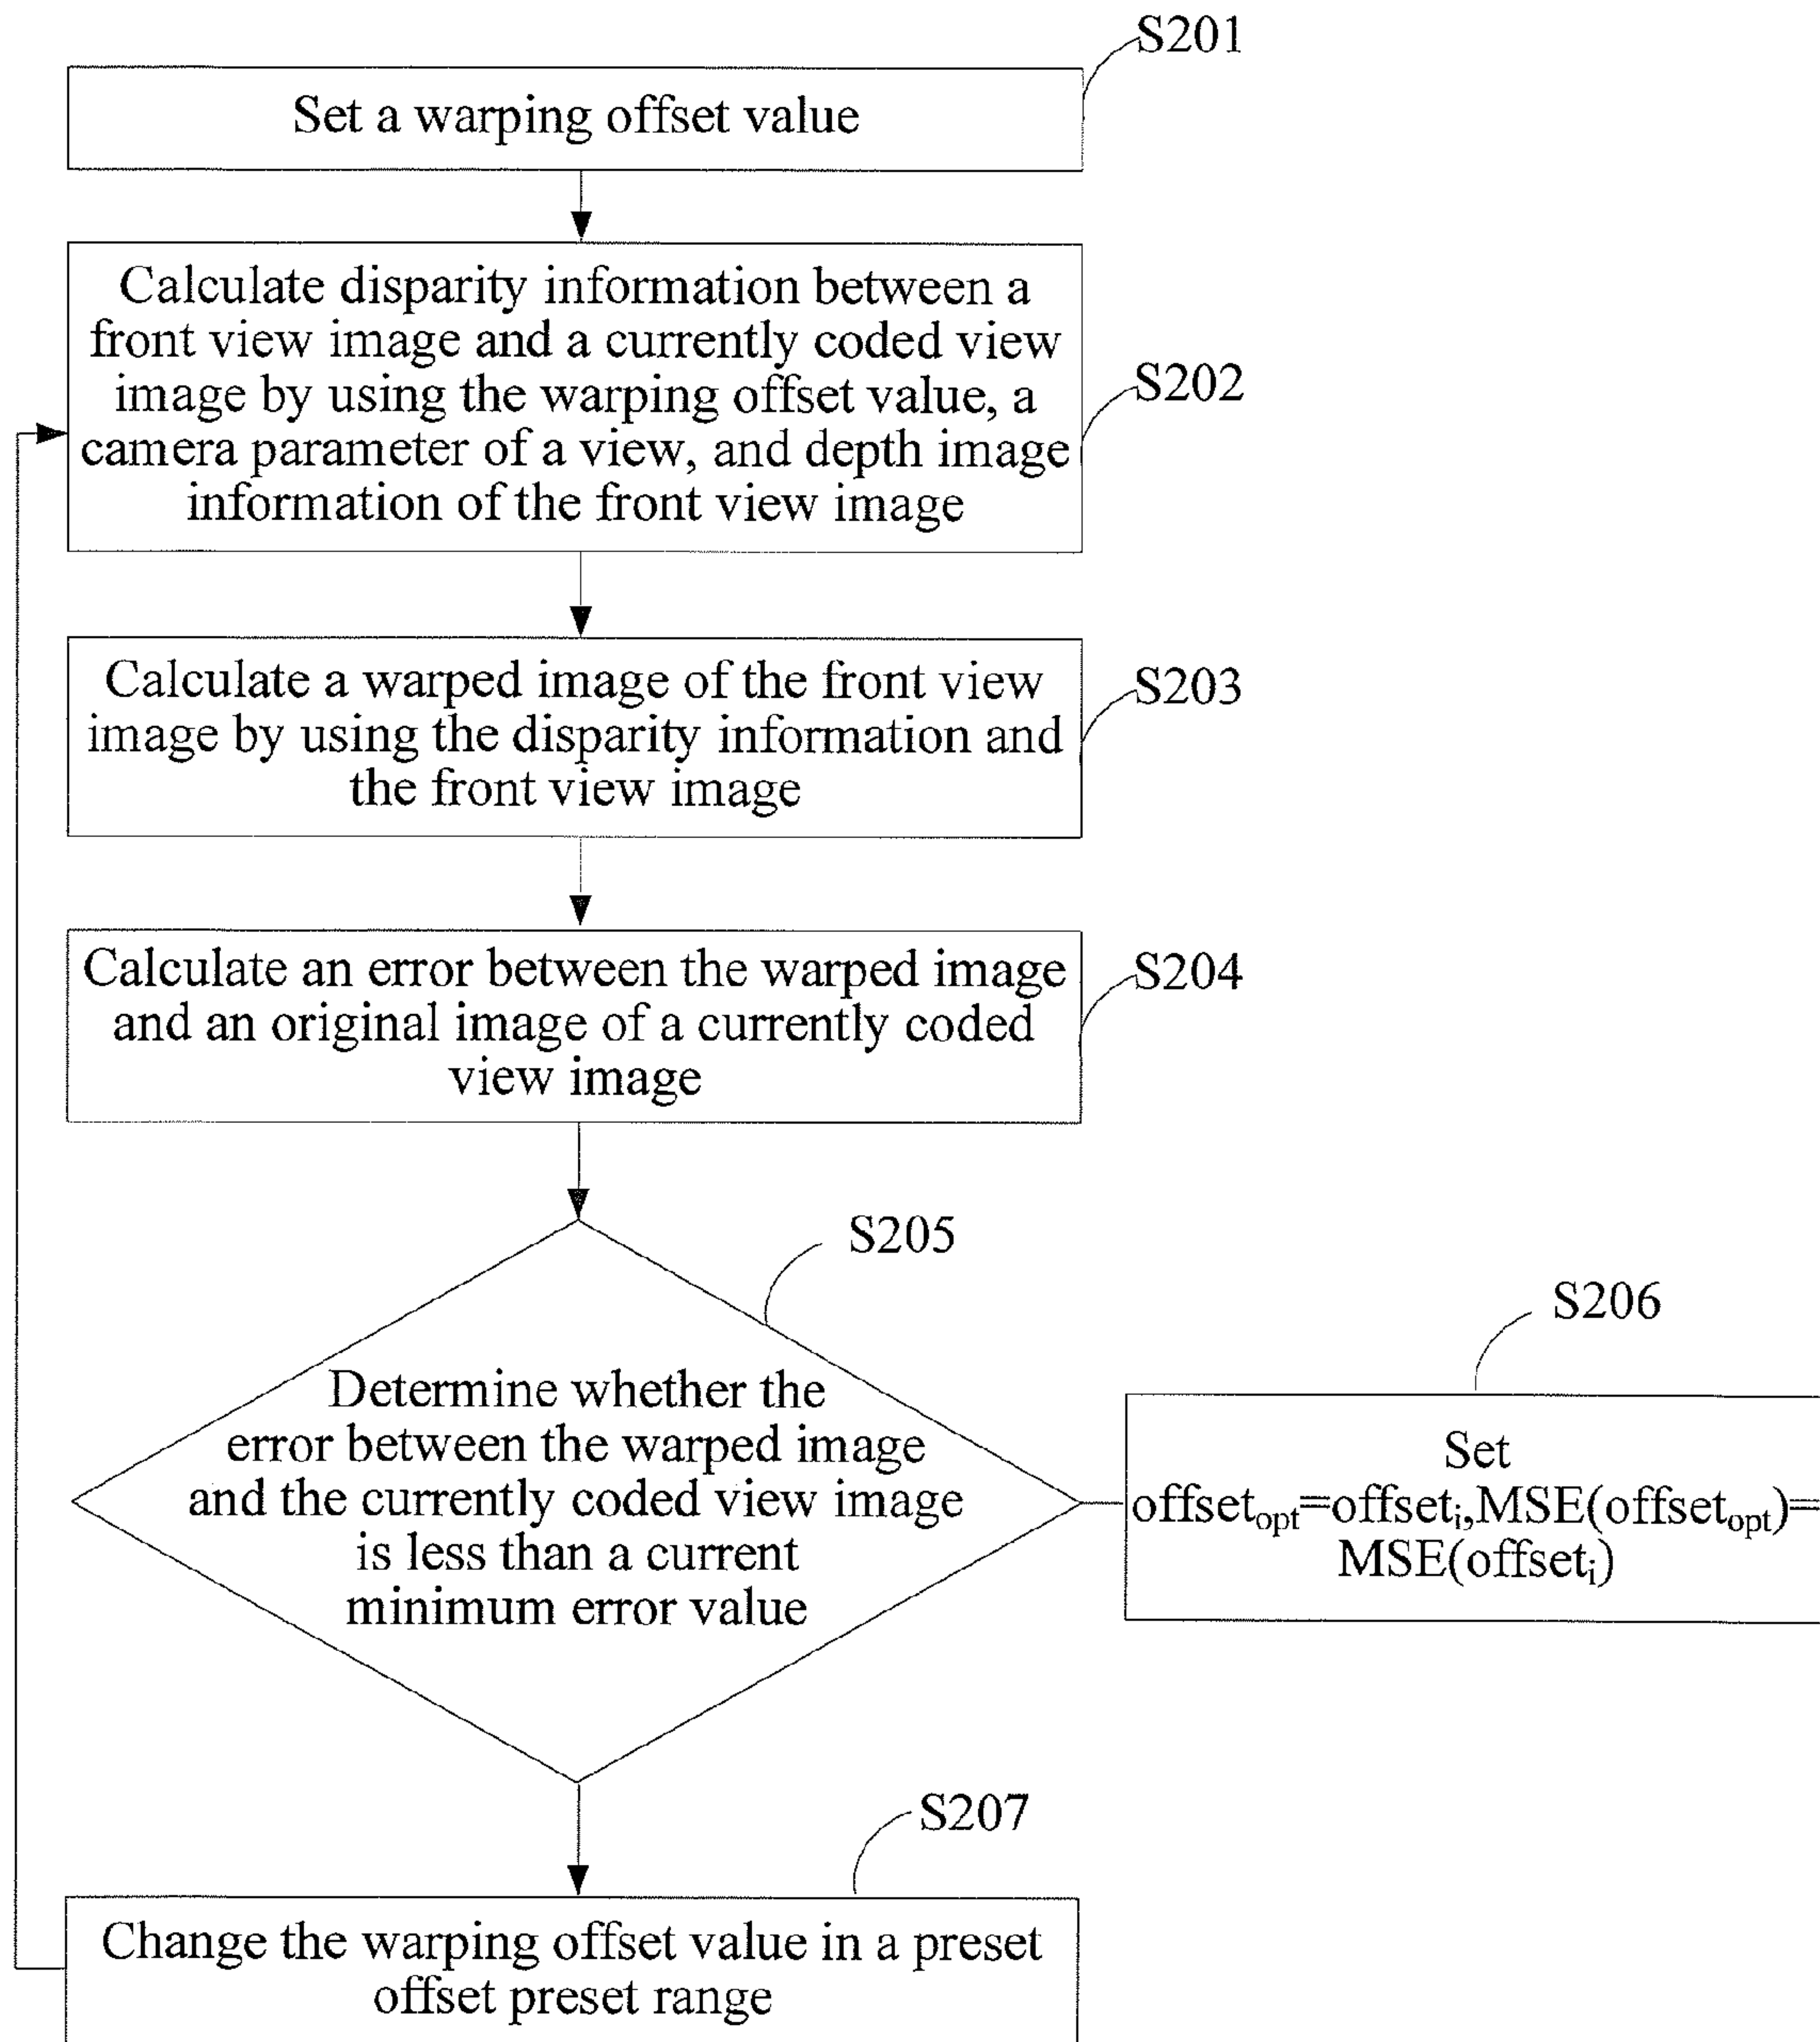 S201
Set a warping offset value
Calculate disparity information between a
front view image and a currently coded view
image by using the warping offset value, a
camera parameter of a view, and depth image
information of the front view image
S202
Calculate a warped image of the front view
image by using the disparity information and
the front view image
S203
Calculate an error between the warped image
and an original image of a currently coded
view image
S204
S205
Determine whether the
error between the warped image
and the currently coded view image
is less than a current
minimum error value
S206
Set
offsetopt=offseti,MSE(offsetopt)=
MSE(offseti)
S207
Change the warping offset value in a preset
offset preset range